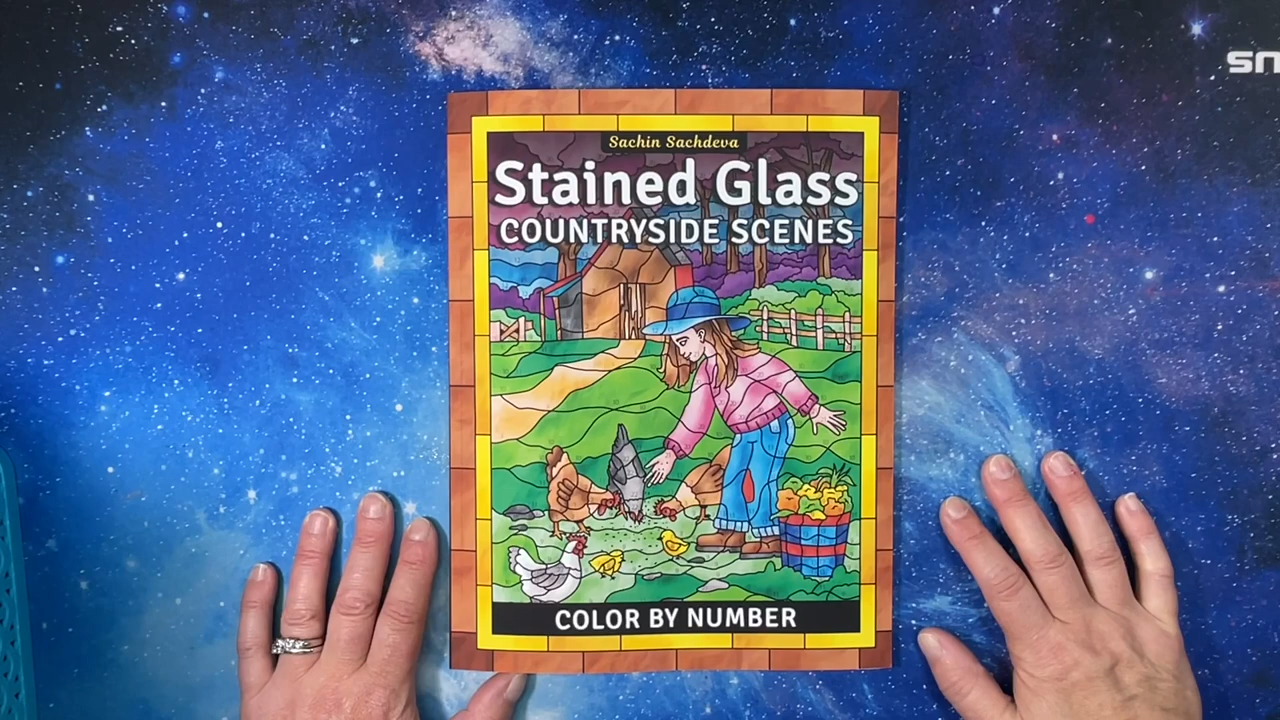 Sachin Sachdeva
Stained Glass
COUNTRYSIDE SCENES
COLOR BY NUMBER